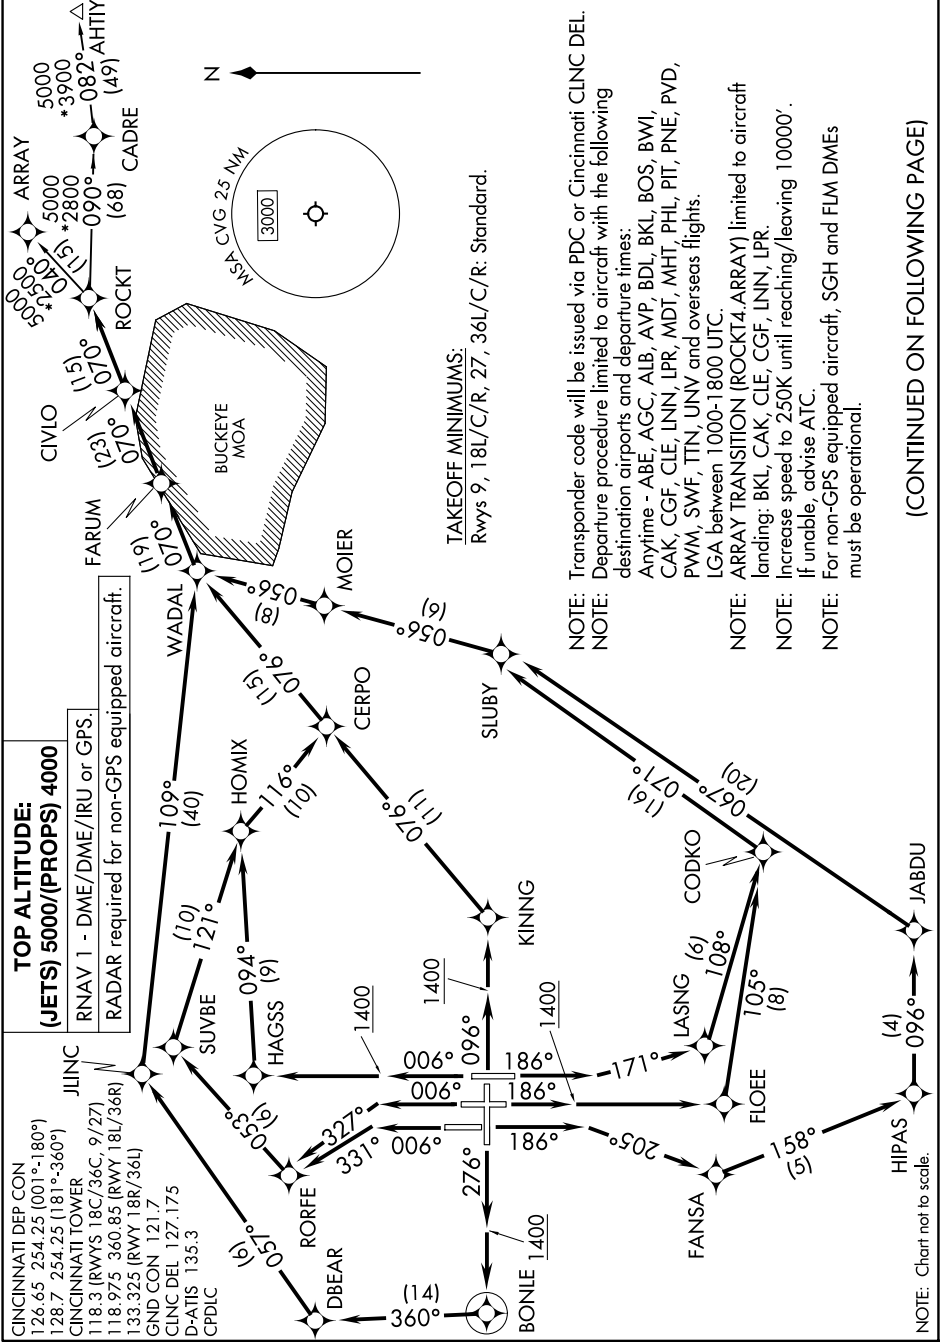 CINCINNATI DEP CON
126.65 254.25 (001°-180°)
128.7 254.25 (181°-360°)
CINCINNATI TOWER
118.3 (RWYS 18C/36C, 9/27)
118.975 360.85 (RWY 18L/36R)
133.325 (RWY 18R/36L)
GND CON 121.7
CLNC DEL 127.175
D-ATIS 135.3
CPDLC
TOP ALTITUDE:
(JETS) 5000/(PROPS) 4000
RNAV 1 - DME/DME/IRU or GPS.
RADAR required for non-GPS equipped aircraft.
JLINC
109°
(40)
SUVBE
(10)
121°
HOMIX
116°
(10)
HAGSS
094°
(9)
053°
(6)
057°
(9)
RORFE
DBEAR
(14)
360°
BONLE
1400
276°
331°
327°
006°
006°
006°
1400
096°
1400
KINNG
076°
(11)
CERPO
076°
(15)
WADAL
070°
(19)
FARUM
070°
(23)
CIVLO
070°
(15)
ROCKT
5000
*2500
040°
(15)
ARRAY
5000
*2800
090°
(68)
CADRE
5000
*3900
082°
(49)
AHTIY
N
MSA CVG 25 NM
3000
BUCKEYE
MOA
MOIER
056°
(8)
056°
(9)
SLUBY
071°
(16)
067°
(20)
CODKO
JABDU
186°
186°
186°
1400
171°
LASNG
(6)
108°
105°
(8)
FLOEE
205°
FANSA
158°
(5)
HIPAS
(4)
096°
TAKEOFF MINIMUMS:
Rwys 9, 18L/C/R, 27, 36L/C/R: Standard.
NOTE: Transponder code will be issued via PDC or Cincinnati CLNC DEL.
NOTE: Departure procedure limited to aircraft with the following
destination airports and departure times:
Anytime - ABE, AGC, ALB, AVP, BDL, BKL, BOS, BWI,
CAK, CGF, CLE, LNN, LPR, MDT, MHT, PHL, PIT, PNE, PVD,
PWM, SWF, TTN, UNV and overseas flights.
LGA between 1000-1800 UTC.
NOTE: ARRAY TRANSITION (ROCKT4.ARRAY) limited to aircraft
landing: BKL, CAK, CLE, CGF, LNN, LPR.
NOTE: Increase speed to 250K until reaching/leaving 10000'.
If unable, advise ATC.
NOTE: For non-GPS equipped aircraft, SGH and FLM DMEs
must be operational.
(CONTINUED ON FOLLOWING PAGE)
NOTE: Chart not to scale.